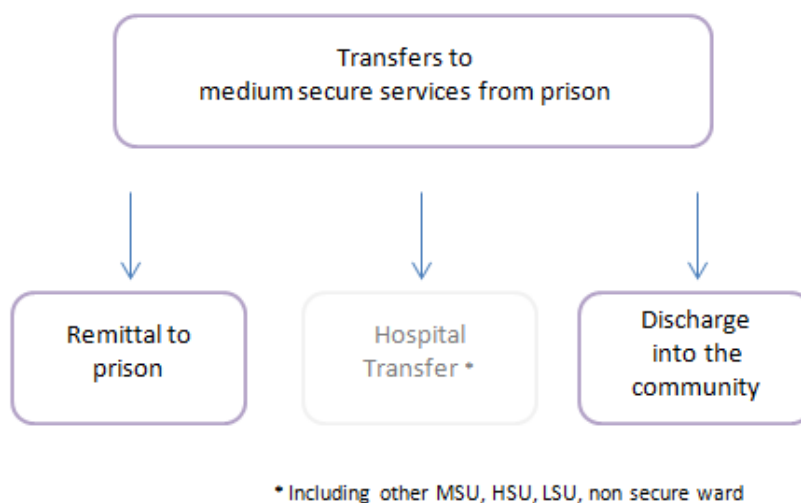 Transfers to
medium secure services from prison
Remittal to
prison
Hospital
Transfer *
Discharge
into the
community
* Including other MSU, HSU, LSU, non secure ward